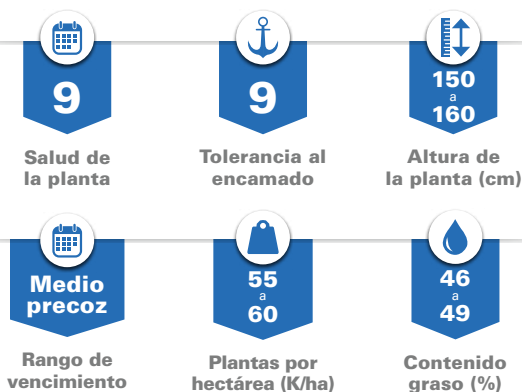 9
Salud de
la planta
9
Tolerancia al
encamado
150
a
160
Altura de
la planta (cm)
Medio
precoz
Rango de
vencimiento
55
a
60
Plantas por
hectárea (K/ha)
46
a
49
Contenido
graso (%)